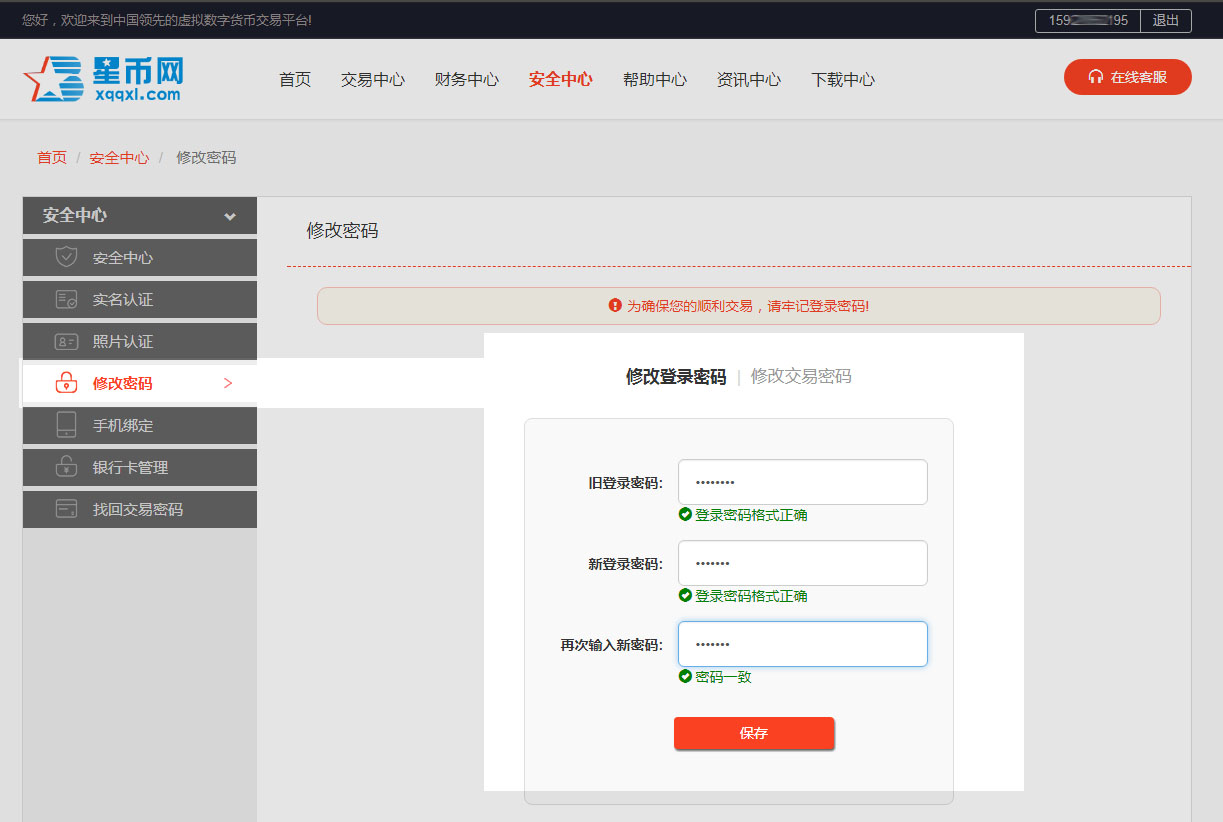 您好，欢迎来到中国领先的虚拟数字货币交易平台!
159 195 退出
星币网
xqqxl.com
首页 交易中心 财务中心 安全中心 帮助中心 资讯中心 下载中心
在线客服
首页 / 安全中心 / 修改密码
安全中心
安全中心
实名认证
照片认证
修改密码 >
手机绑定
银行卡管理
找回交易密码
修改密码
为确保您的顺利交易，请牢记登录密码!
修改登录密码 | 修改交易密码
旧登录密码: ••••••••
登录密码格式正确
新登录密码: •••••••
登录密码格式正确
再次输入新密码: •••••••
密码一致
保存